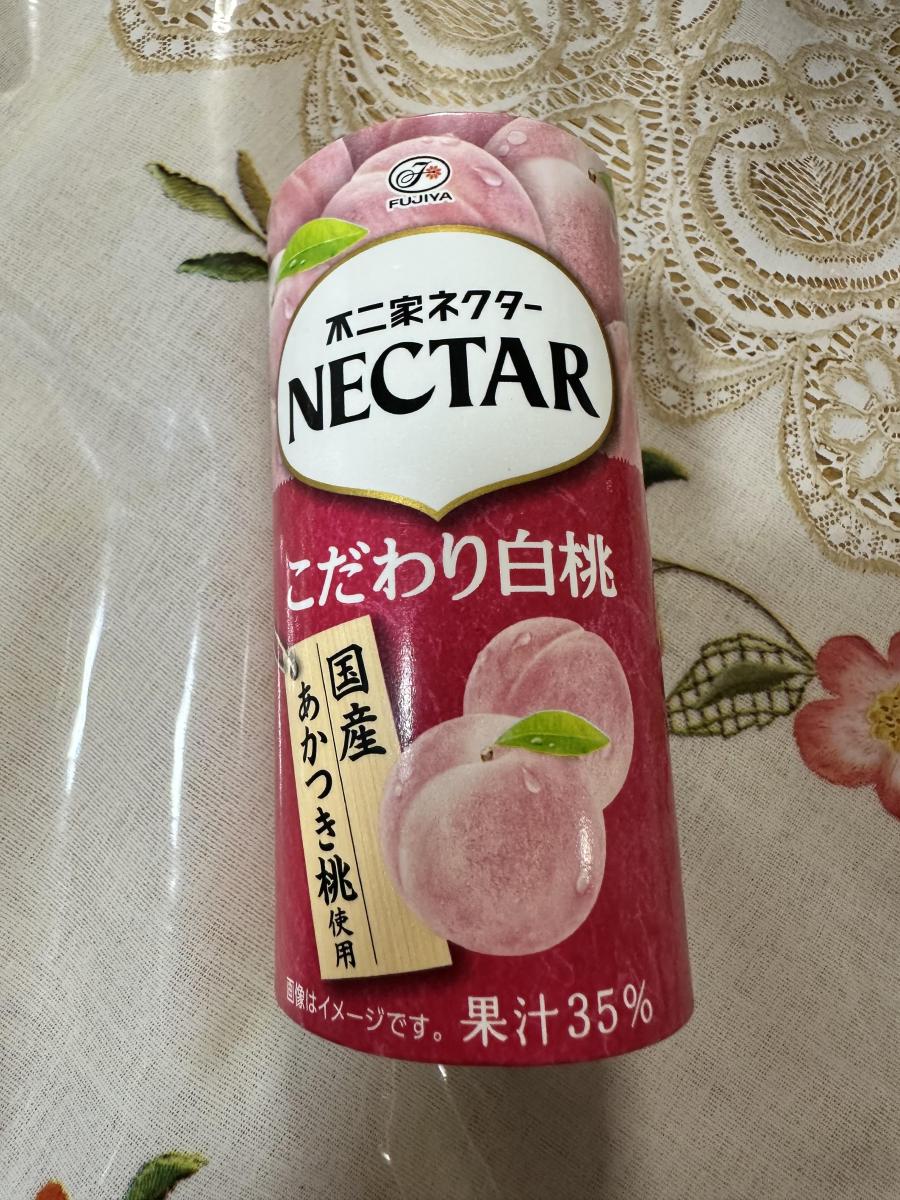 FUJIYA
不二家ネクター
NECTAR
こだわり白桃
国産
あかつき桃使用
画像はイメージです。
果汁35%